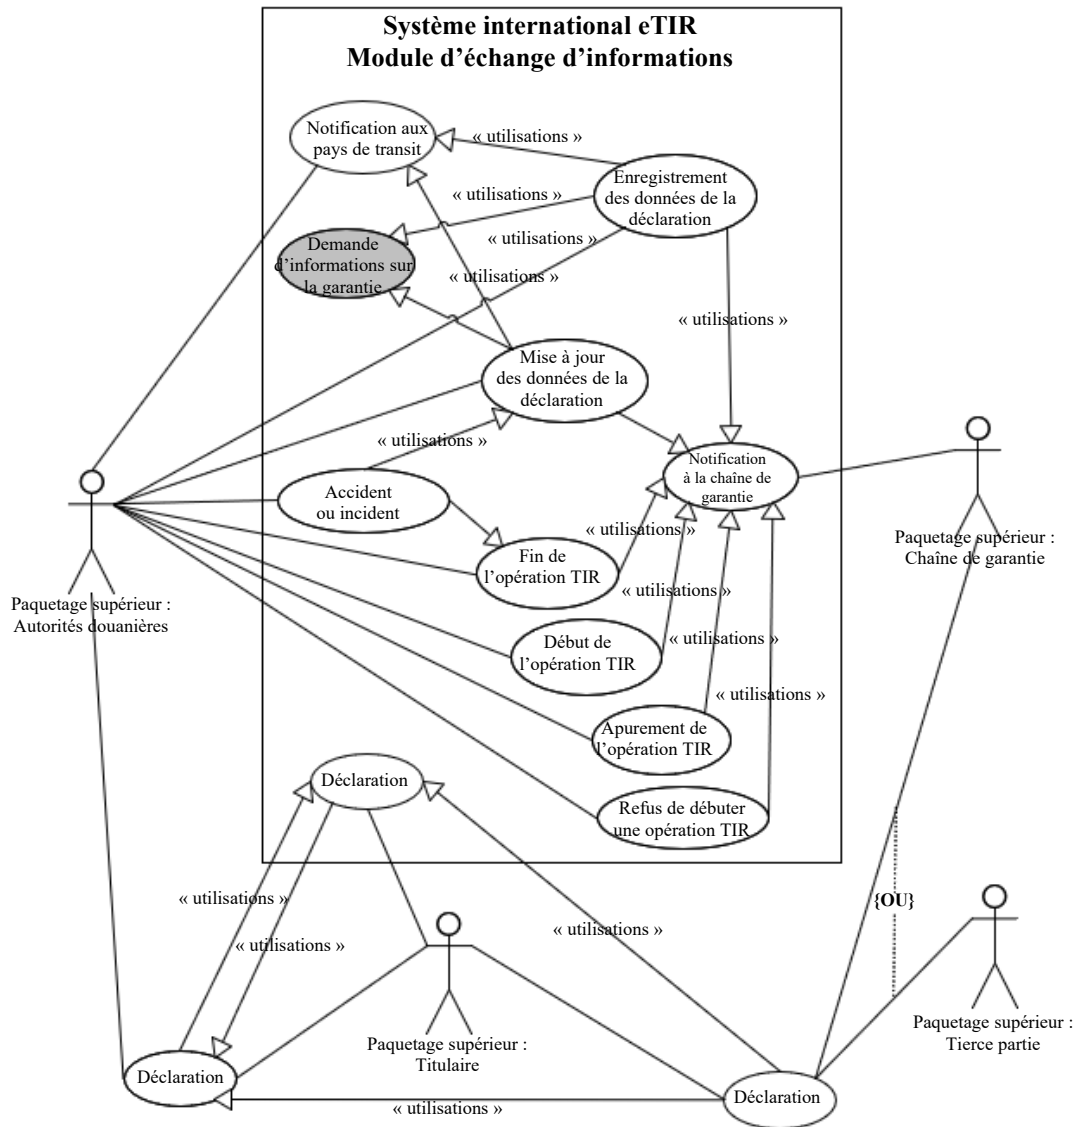 Système international eTIR
Module d’échange d’informations
Notification aux
pays de transit
« utilisations »
Enregistrement
des données de la
déclaration
« utilisations »
« utilisations »
Demande
d’informations sur
la garantie
« utilisations »
« utilisations »
Mise à jour
des données de la
déclaration
« utilisations »
Notification
à la chaîne de
garantie
Accident
ou incident
« utilisations »
Fin de
l’opération TIR
Paquetage supérieur :
Chaîne de garantie
« utilisations »
Paquetage supérieur :
Autorités douanières
Début de
l’opération TIR
« utilisations »
« utilisations »
Apurement de
l’opération TIR
Déclaration
Refus de débuter
une opération TIR
« utilisations »
{OU}
« utilisations »
« utilisations »
Paquetage supérieur :
Titulaire
Paquetage supérieur :
Tierce partie
Déclaration
Déclaration
« utilisations »